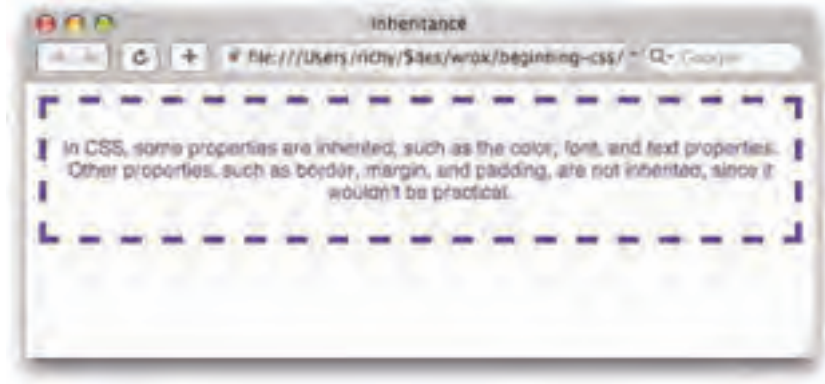 Inheritance
file:///Users/richy/Sites/wrox/beginning-css/ Google
In CSS, some properties are inherited, such as the color, font, and text properties.
Other properties, such as border, margin, and padding, are not inherited, since it
wouldn't be practical.